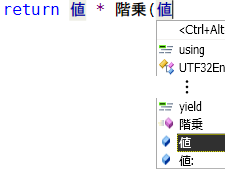 return 値 * 階乗(値
<Ctrl+Alt
using
UTF32En
⋮
yield
階乗
値
値: